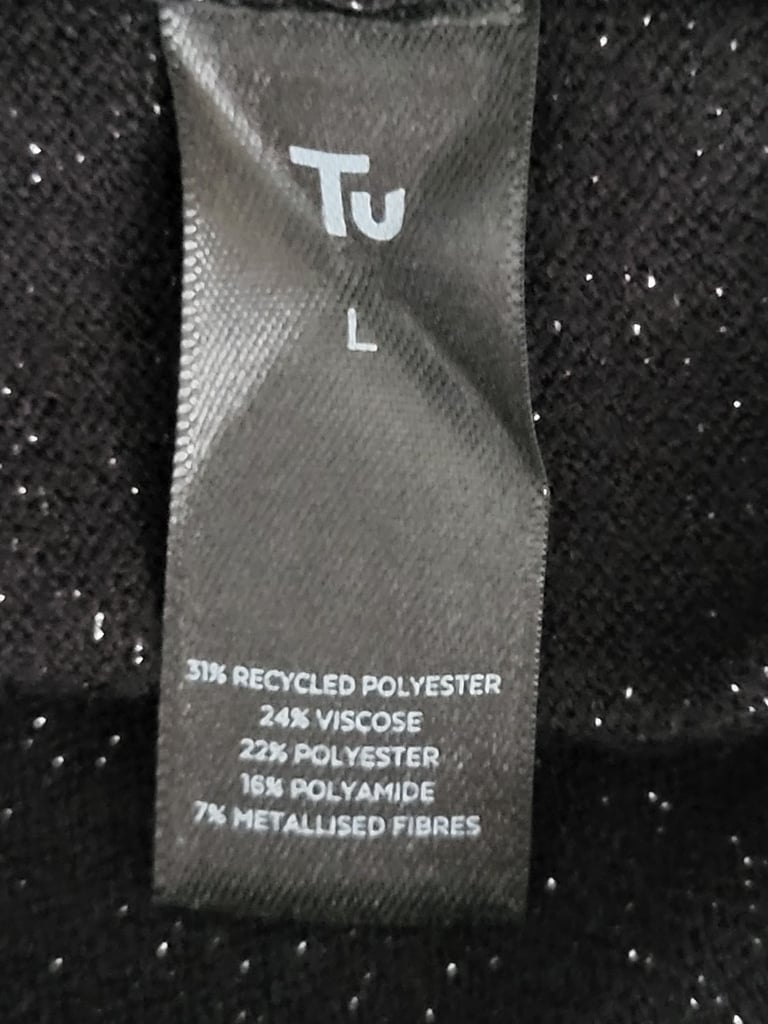 Tu
L
31% RECYCLED POLYESTER
24% VISCOSE
22% POLYESTER
16% POLYAMIDE
7% METALLISED FIBRES